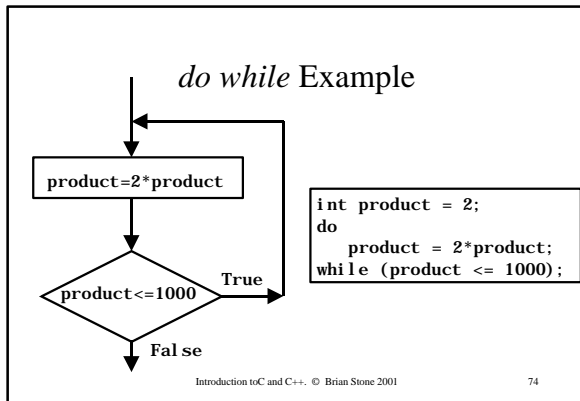 do while Example
product=2*product
product<=1000
True
False
int product = 2;
do
product = 2*product;
while (product <= 1000);
Introduction toC and C++. © Brian Stone 2001
74